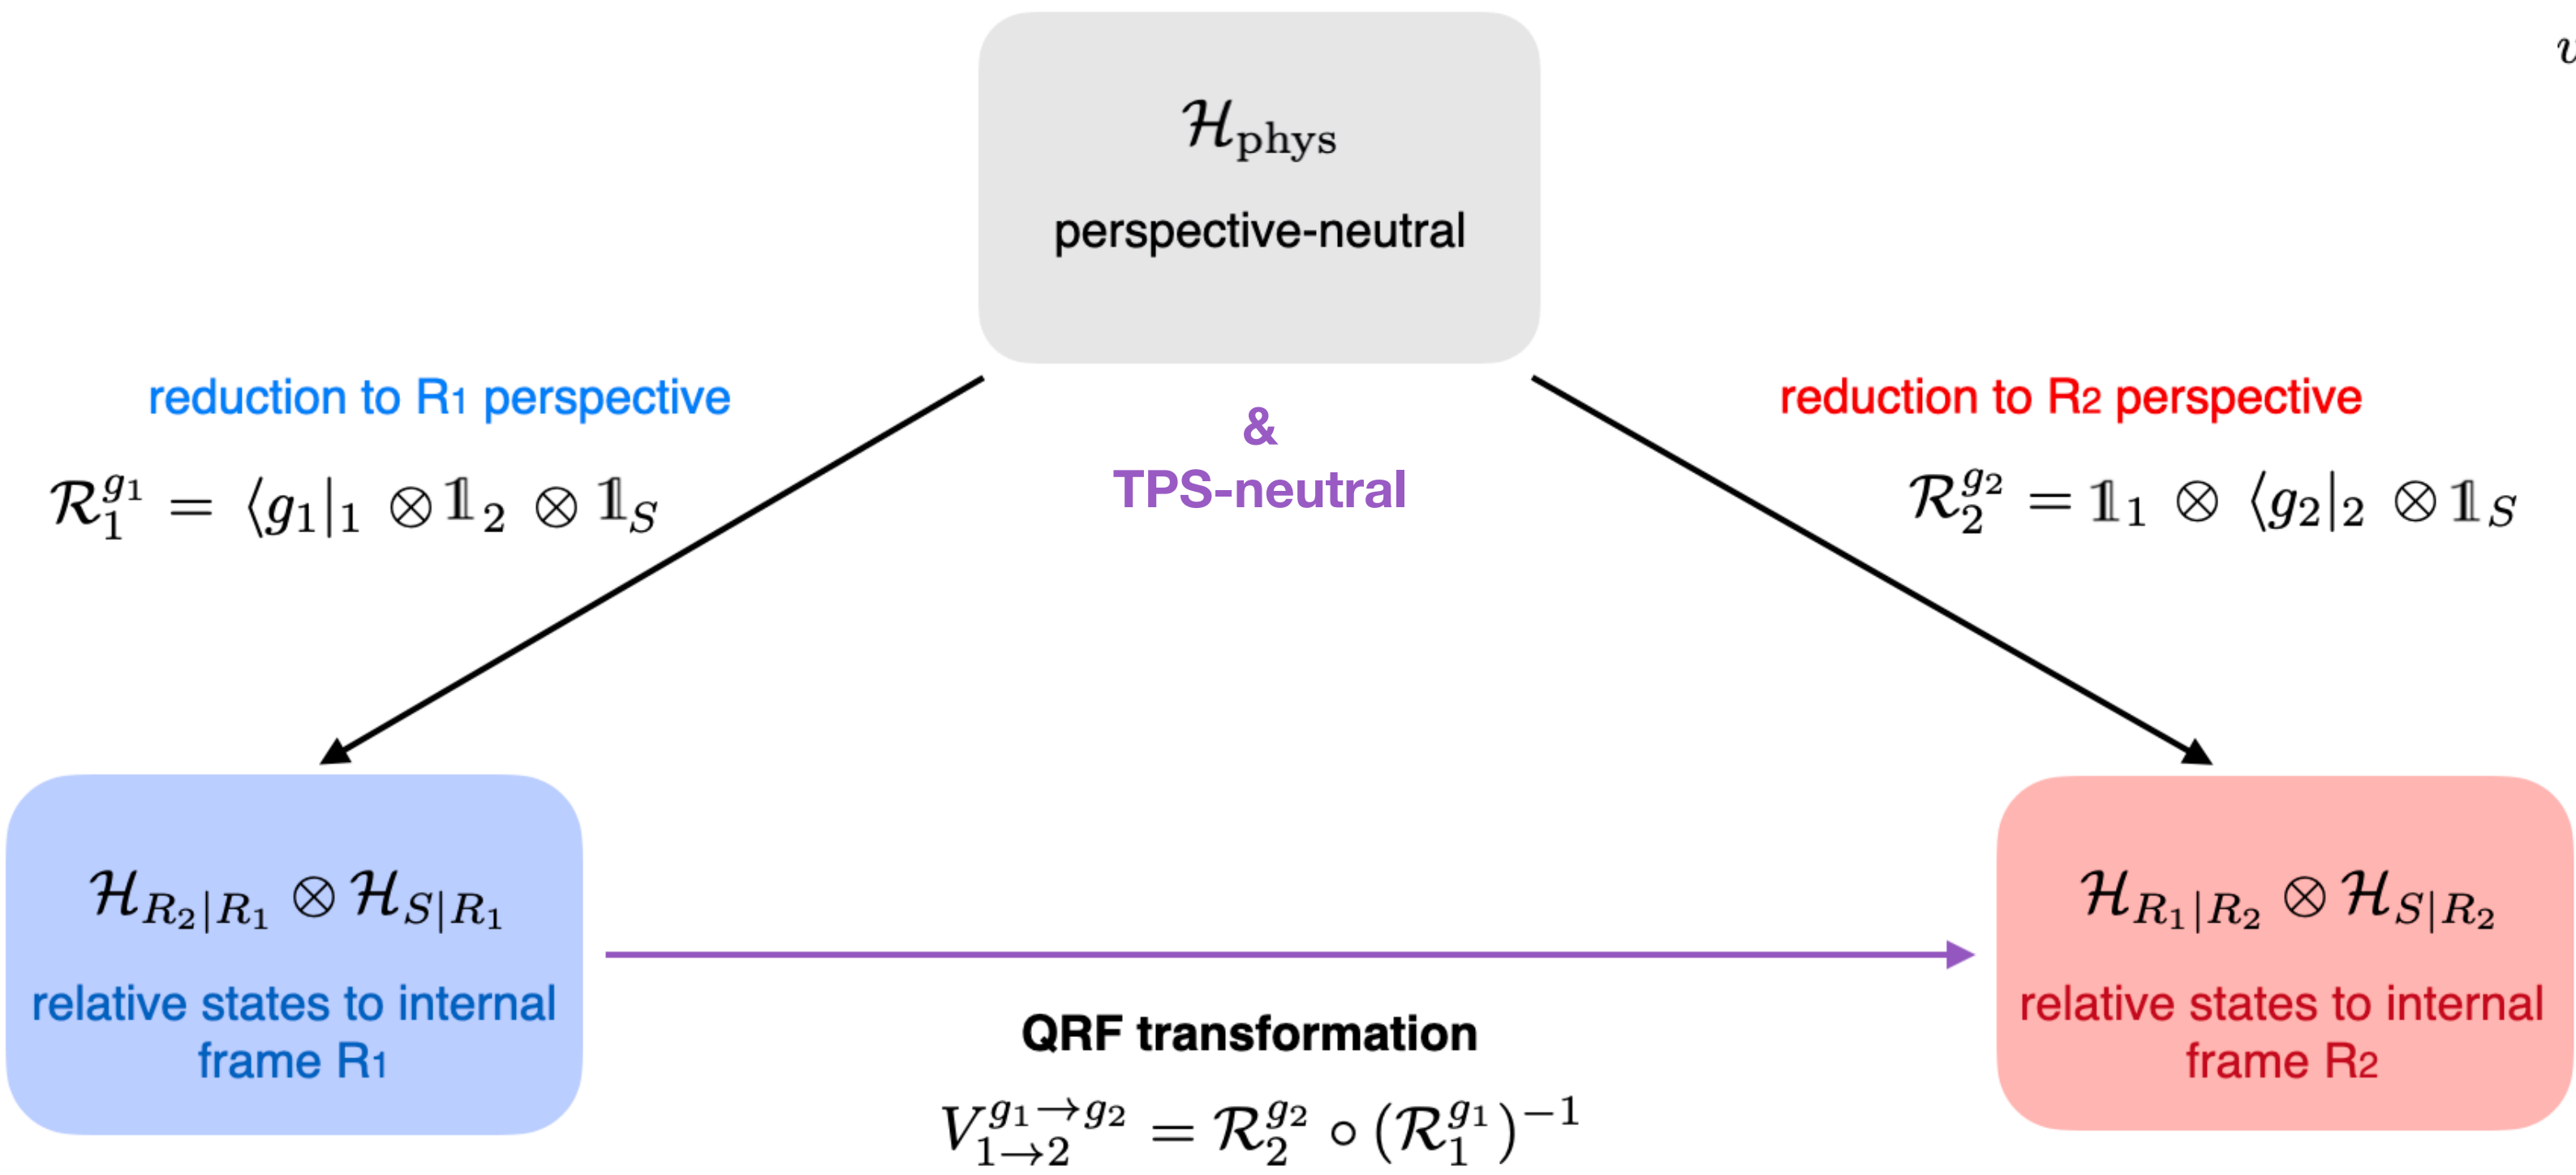 𝓗_phys
perspective-neutral
&
TPS-neutral
reduction to R1 perspective
𝓡_1^{g_1} = ⟨g_1|_1 ⊗ 𝟙_2 ⊗ 𝟙_S
reduction to R2 perspective
𝓡_2^{g_2} = 𝟙_1 ⊗ ⟨g_2|_2 ⊗ 𝟙_S
𝓗_{R_2|R_1} ⊗ 𝓗_{S|R_1}
relative states to internal
frame R1
QRF transformation
V_{1→2}^{g_1→g_2} = 𝓡_2^{g_2} ∘ (𝓡_1^{g_1})^{-1}
𝓗_{R_1|R_2} ⊗ 𝓗_{S|R_2}
relative states to internal
frame R2